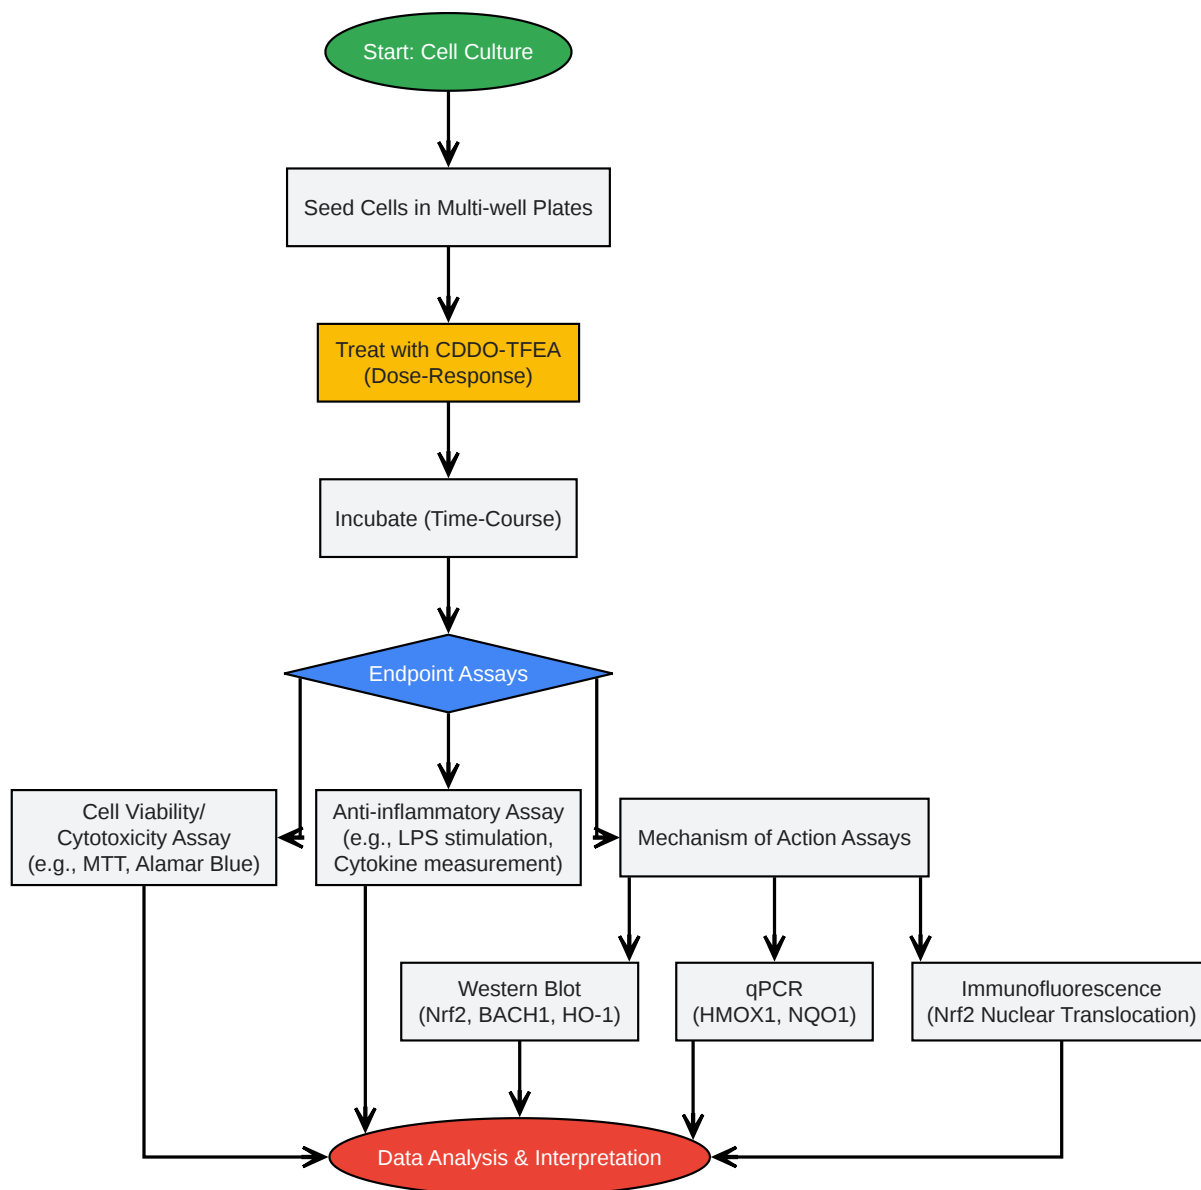 Start: Cell Culture
Seed Cells in Multi-well Plates
Treat with CDDO-TFEA
(Dose-Response)
Incubate (Time-Course)
Endpoint Assays
Cell Viability/
Cytotoxicity Assay
(e.g., MTT, Alamar Blue)
Anti-inflammatory Assay
(e.g., LPS stimulation,
Cytokine measurement)
Mechanism of Action Assays
Western Blot
(Nrf2, BACH1, HO-1)
qPCR
(HMOX1, NQO1)
Immunofluorescence
(Nrf2 Nuclear Translocation)
Data Analysis & Interpretation